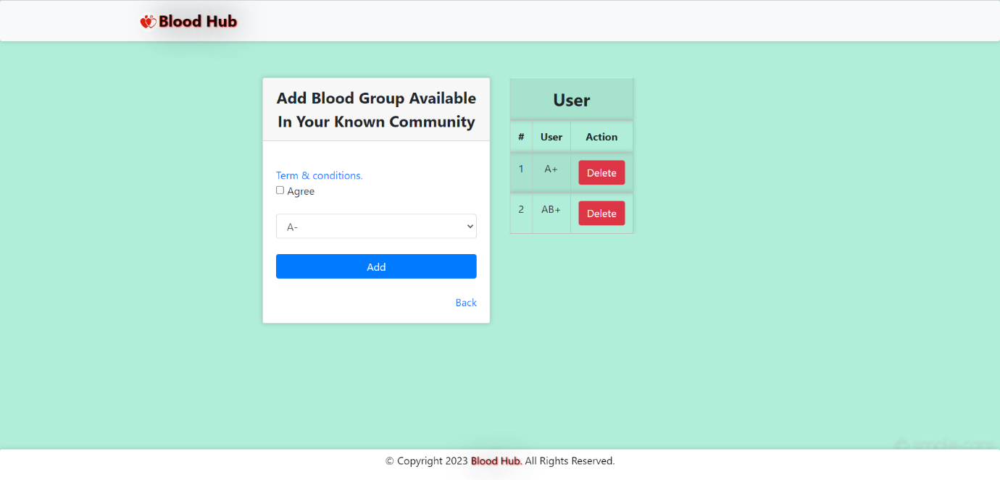 Blood Hub
Add Blood Group Available
In Your Known Community
Term & conditions.
Agree
A-
Add
Back
User
# User Action
1 A+ Delete
2 AB+ Delete
© Copyright 2023 Blood Hub. All Rights Reserved.